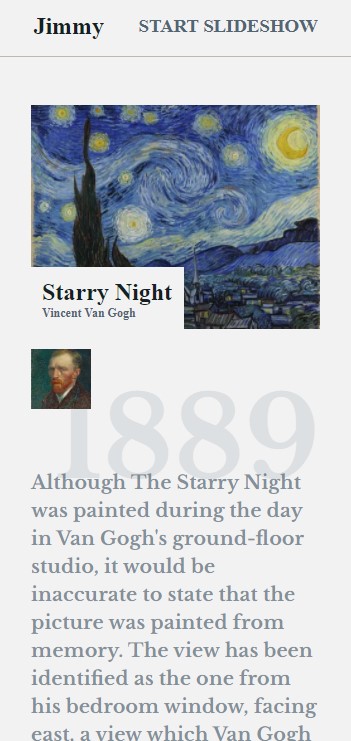 Jimmy START SLIDESHOW
Starry Night
Vincent Van Gogh
1889
Although The Starry Night
was painted during the day
in Van Gogh's ground-floor
studio, it would be
inaccurate to state that the
picture was painted from
memory. The view has been
identified as the one from
his bedroom window, facing
east, a view which Van Gogh